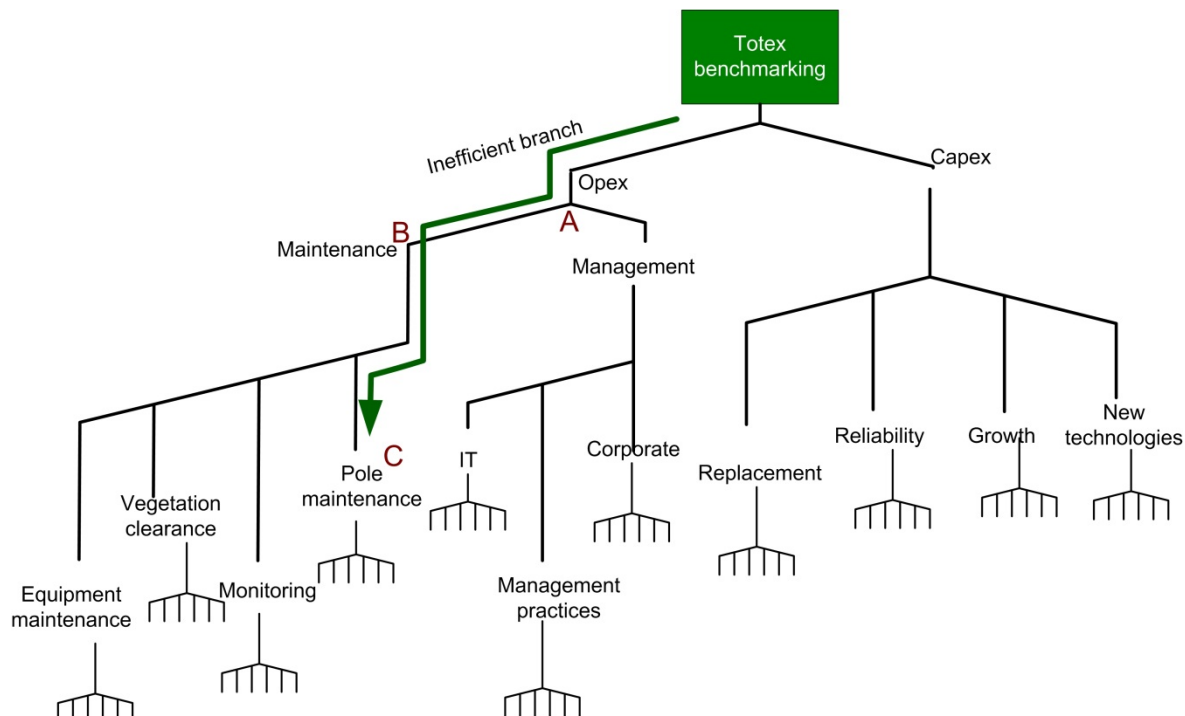 Totex
benchmarking
Inefficient branch
Capex
Opex
A
B
Maintenance
Management
C
Pole
maintenance
IT
Corporate
Replacement
Reliability
Growth
New
technologies
Vegetation
clearance
Equipment
maintenance
Monitoring
Management
practices